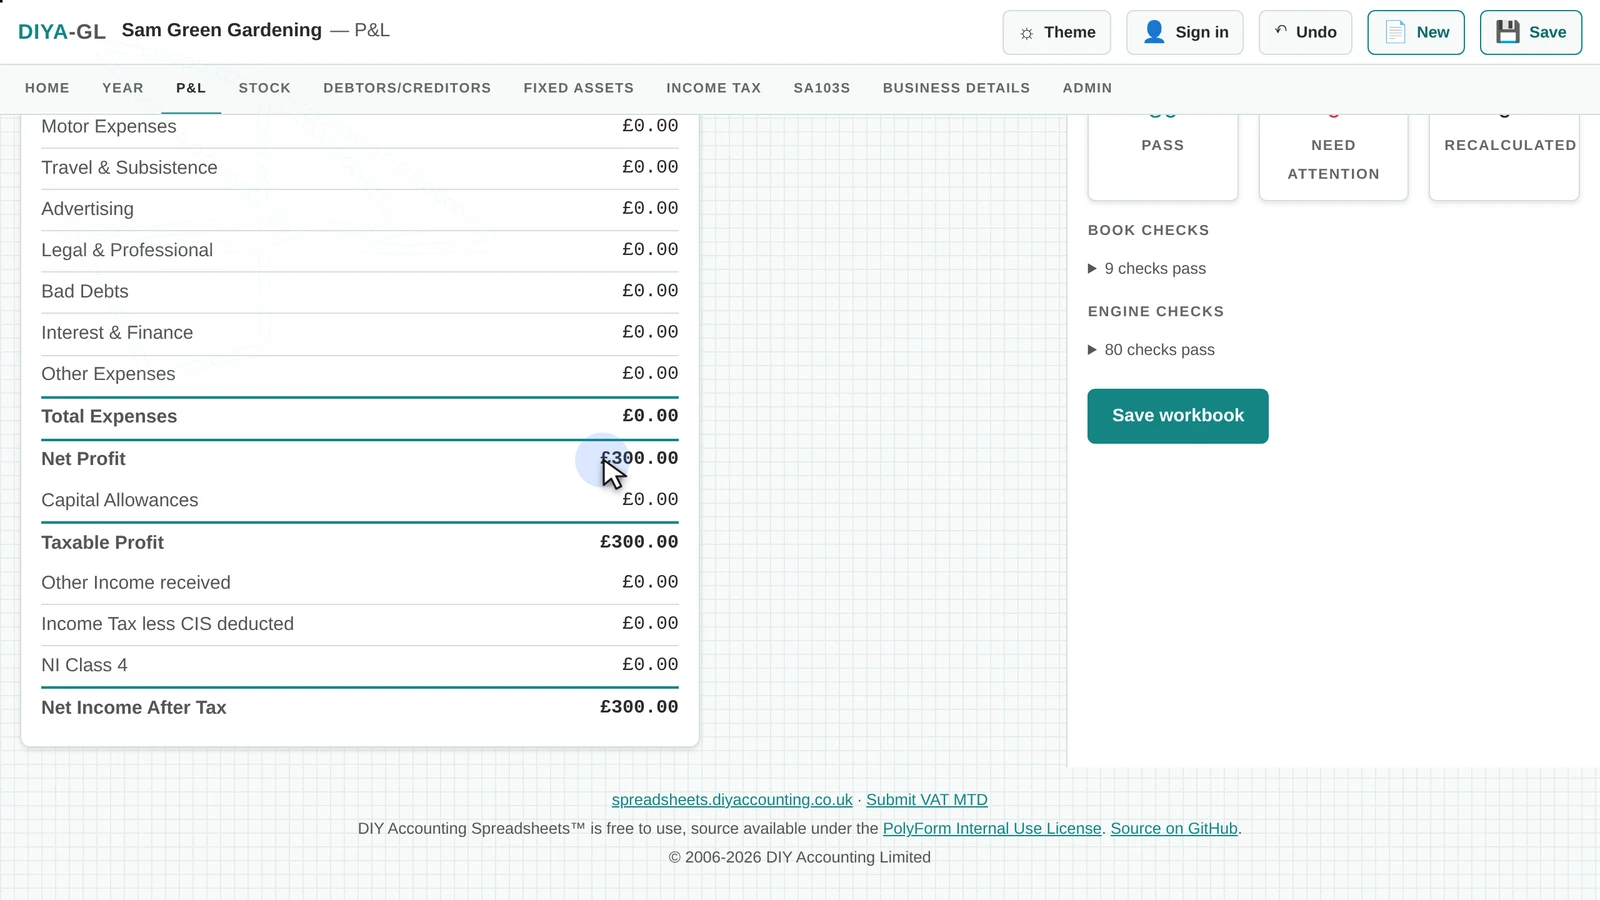 DIYA-GL Sam Green Gardening — P&L
Theme Sign in Undo New Save
HOME YEAR P&L STOCK DEBTORS/CREDITORS FIXED ASSETS INCOME TAX SA103S BUSINESS DETAILS ADMIN
Motor Expenses £0.00
Travel & Subsistence £0.00
Advertising £0.00
Legal & Professional £0.00
Bad Debts £0.00
Interest & Finance £0.00
Other Expenses £0.00
Total Expenses £0.00
Net Profit £300.00
Capital Allowances £0.00
Taxable Profit £300.00
Other Income received £0.00
Income Tax less CIS deducted £0.00
NI Class 4 £0.00
Net Income After Tax £300.00
PASS
NEED
ATTENTION
RECALCULATED
BOOK CHECKS
9 checks pass
ENGINE CHECKS
80 checks pass
Save workbook
spreadsheets.diyaccounting.co.uk · Submit VAT MTD
DIY Accounting Spreadsheets™ is free to use, source available under the PolyForm Internal Use License. Source on GitHub.
© 2006-2026 DIY Accounting Limited